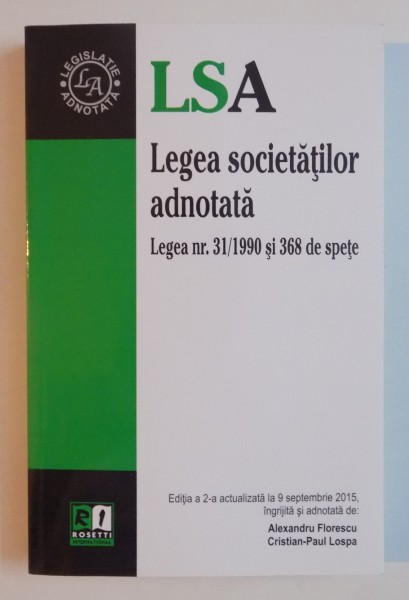 LEGISLAŢIE
LA
ADNOTATĂ
LSA
Legea societăţilor
adnotată
Legea nr. 31/1990 şi 368 de speţe
Ediţia a 2-a actualizată la 9 septembrie 2015,
îngrijită şi adnotată de:
Alexandru Florescu
Cristian-Paul Lospa
R I
ROSETTI
INTERNATIONAL